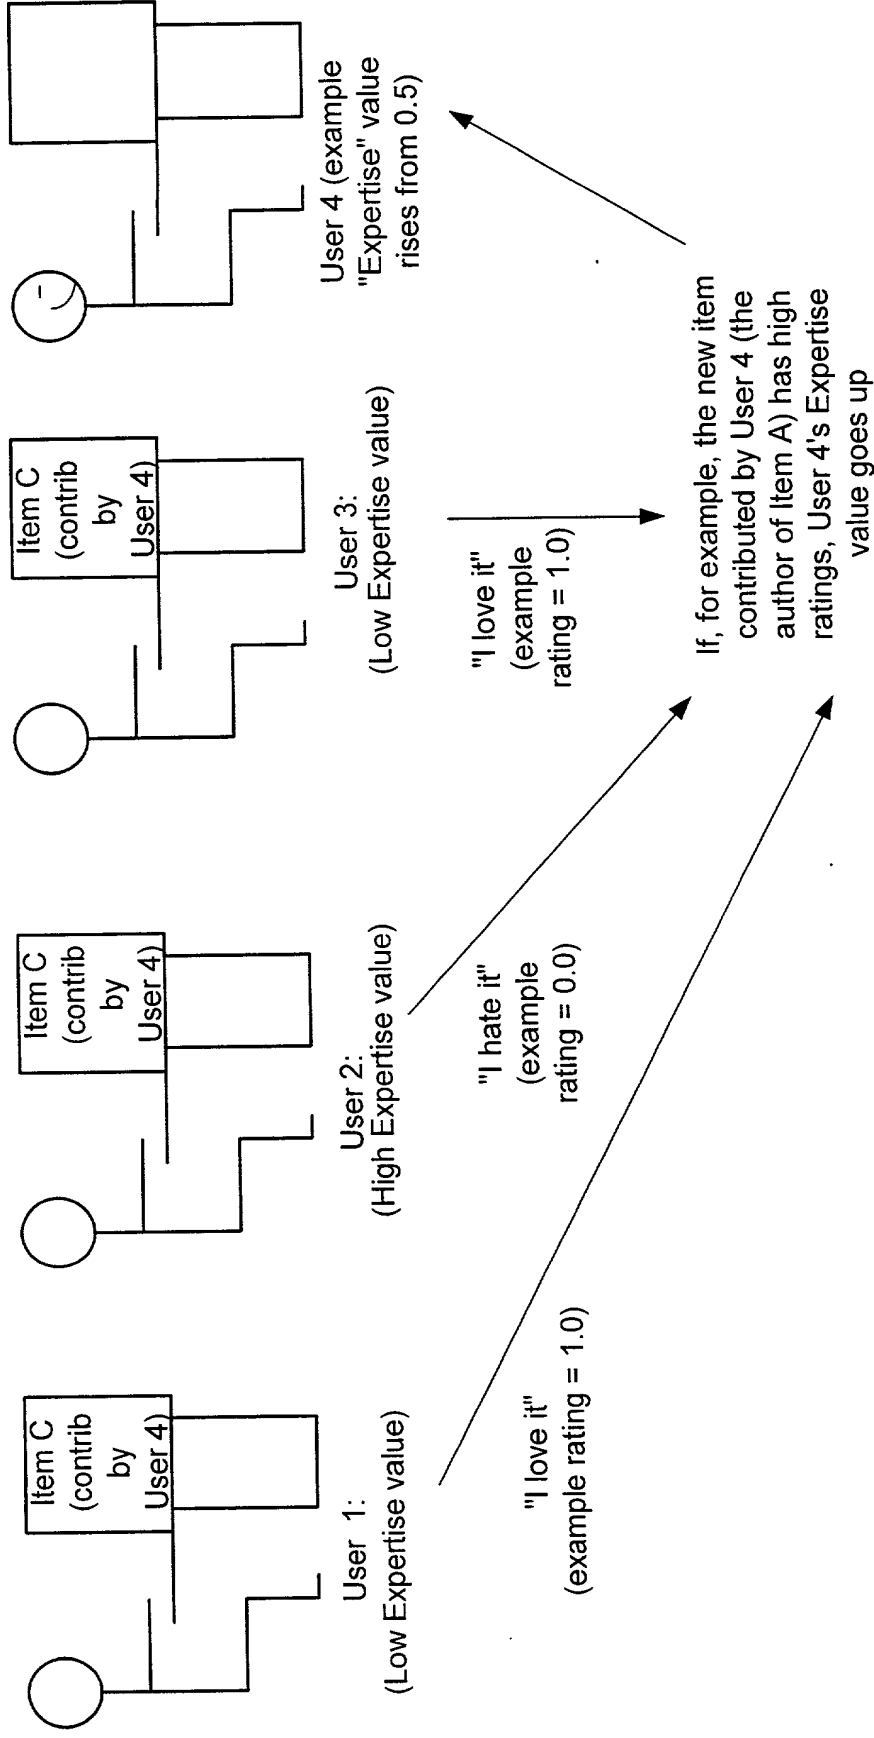 Item C
(contrib
by
User 4)
User 1:
(Low Expertise value)
Item C
(contrib
by
User 4)
User 2:
(High Expertise value)
Item C
(contrib
by
User 4)
User 3:
(Low Expertise value)
User 4 (example
"Expertise" value
rises from 0.5)
"I love it"
(example rating = 1.0)
"I hate it"
(example
rating = 0.0)
"I love it"
(example
rating = 1.0)
If, for example, the new item
contributed by User 4 (the
author of Item A) has high
ratings, User 4's Expertise
value goes up